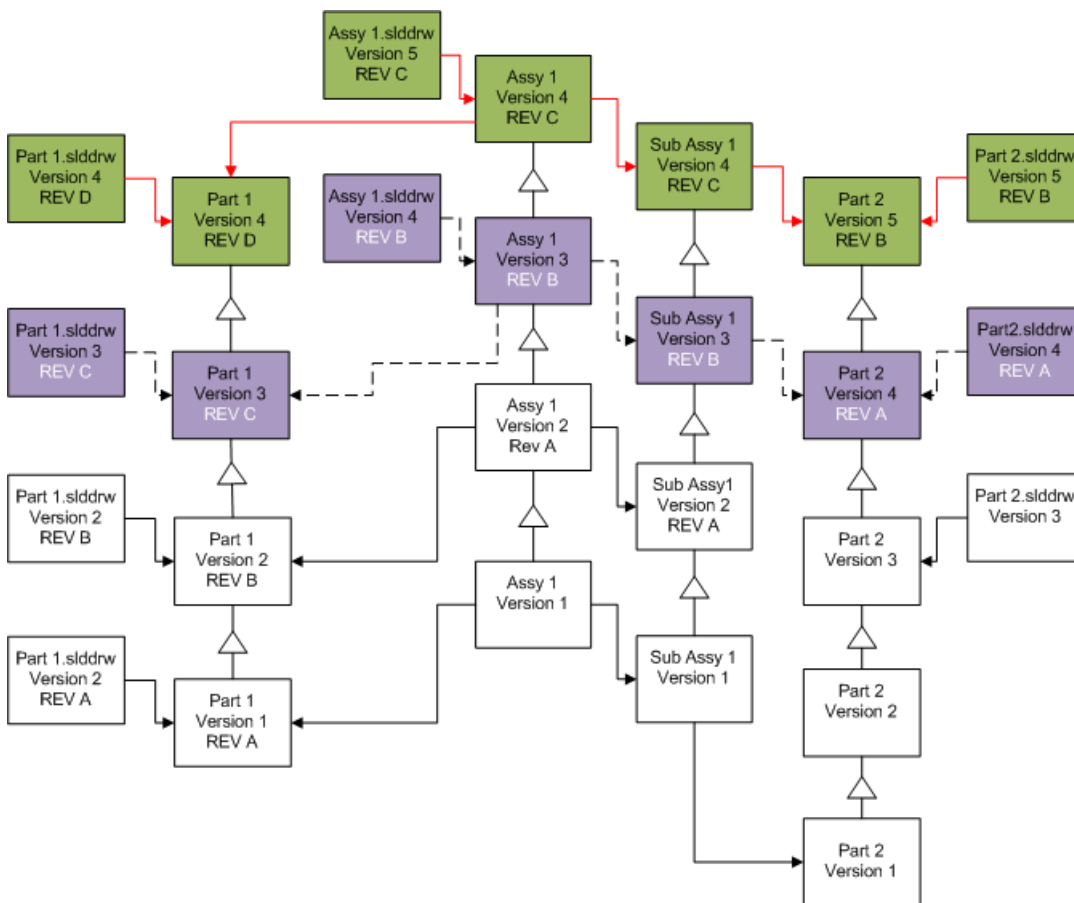 Assy 1.slddrw
Version 5
REV C
Assy 1
Version 4
REV C
Sub Assy 1
Version 4
REV C
Part 1.slddrw
Version 4
REV D
Part 2.slddrw
Version 5
REV B
Part 1
Version 4
REV D
Assy 1.slddrw
Version 4
REV B
Part 2
Version 5
REV B
Assy 1
Version 3
REV B
Sub Assy 1
Version 3
REV B
Part 1.slddrw
Version 3
REV C
Part2.slddrw
Version 4
REV A
Part 1
Version 3
REV C
Part 2
Version 4
REV A
Assy 1
Version 2
Rev A
Sub Assy1
Version 2
REV A
Part 1.slddrw
Version 2
REV B
Part 2.slddrw
Version 3
Part 1
Version 2
REV B
Part 2
Version 3
Assy 1
Version 1
Part 1.slddrw
Version 2
REV A
Sub Assy 1
Version 1
Part 1
Version 1
REV A
Part 2
Version 2
Part 2
Version 1